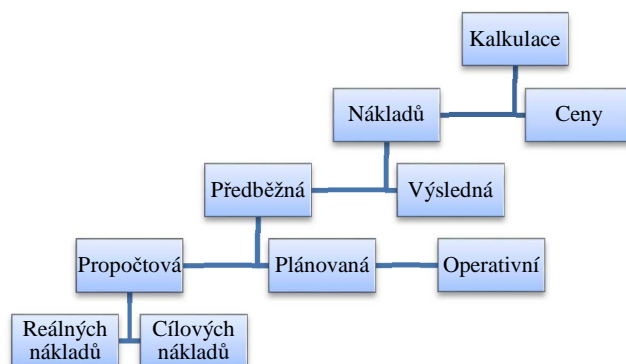 Kalkulace
Nákladů
Ceny
Předběžná
Výsledná
Propočtová
Plánovaná
Operativní
Reálných
nákladů
Cílových
nákladů